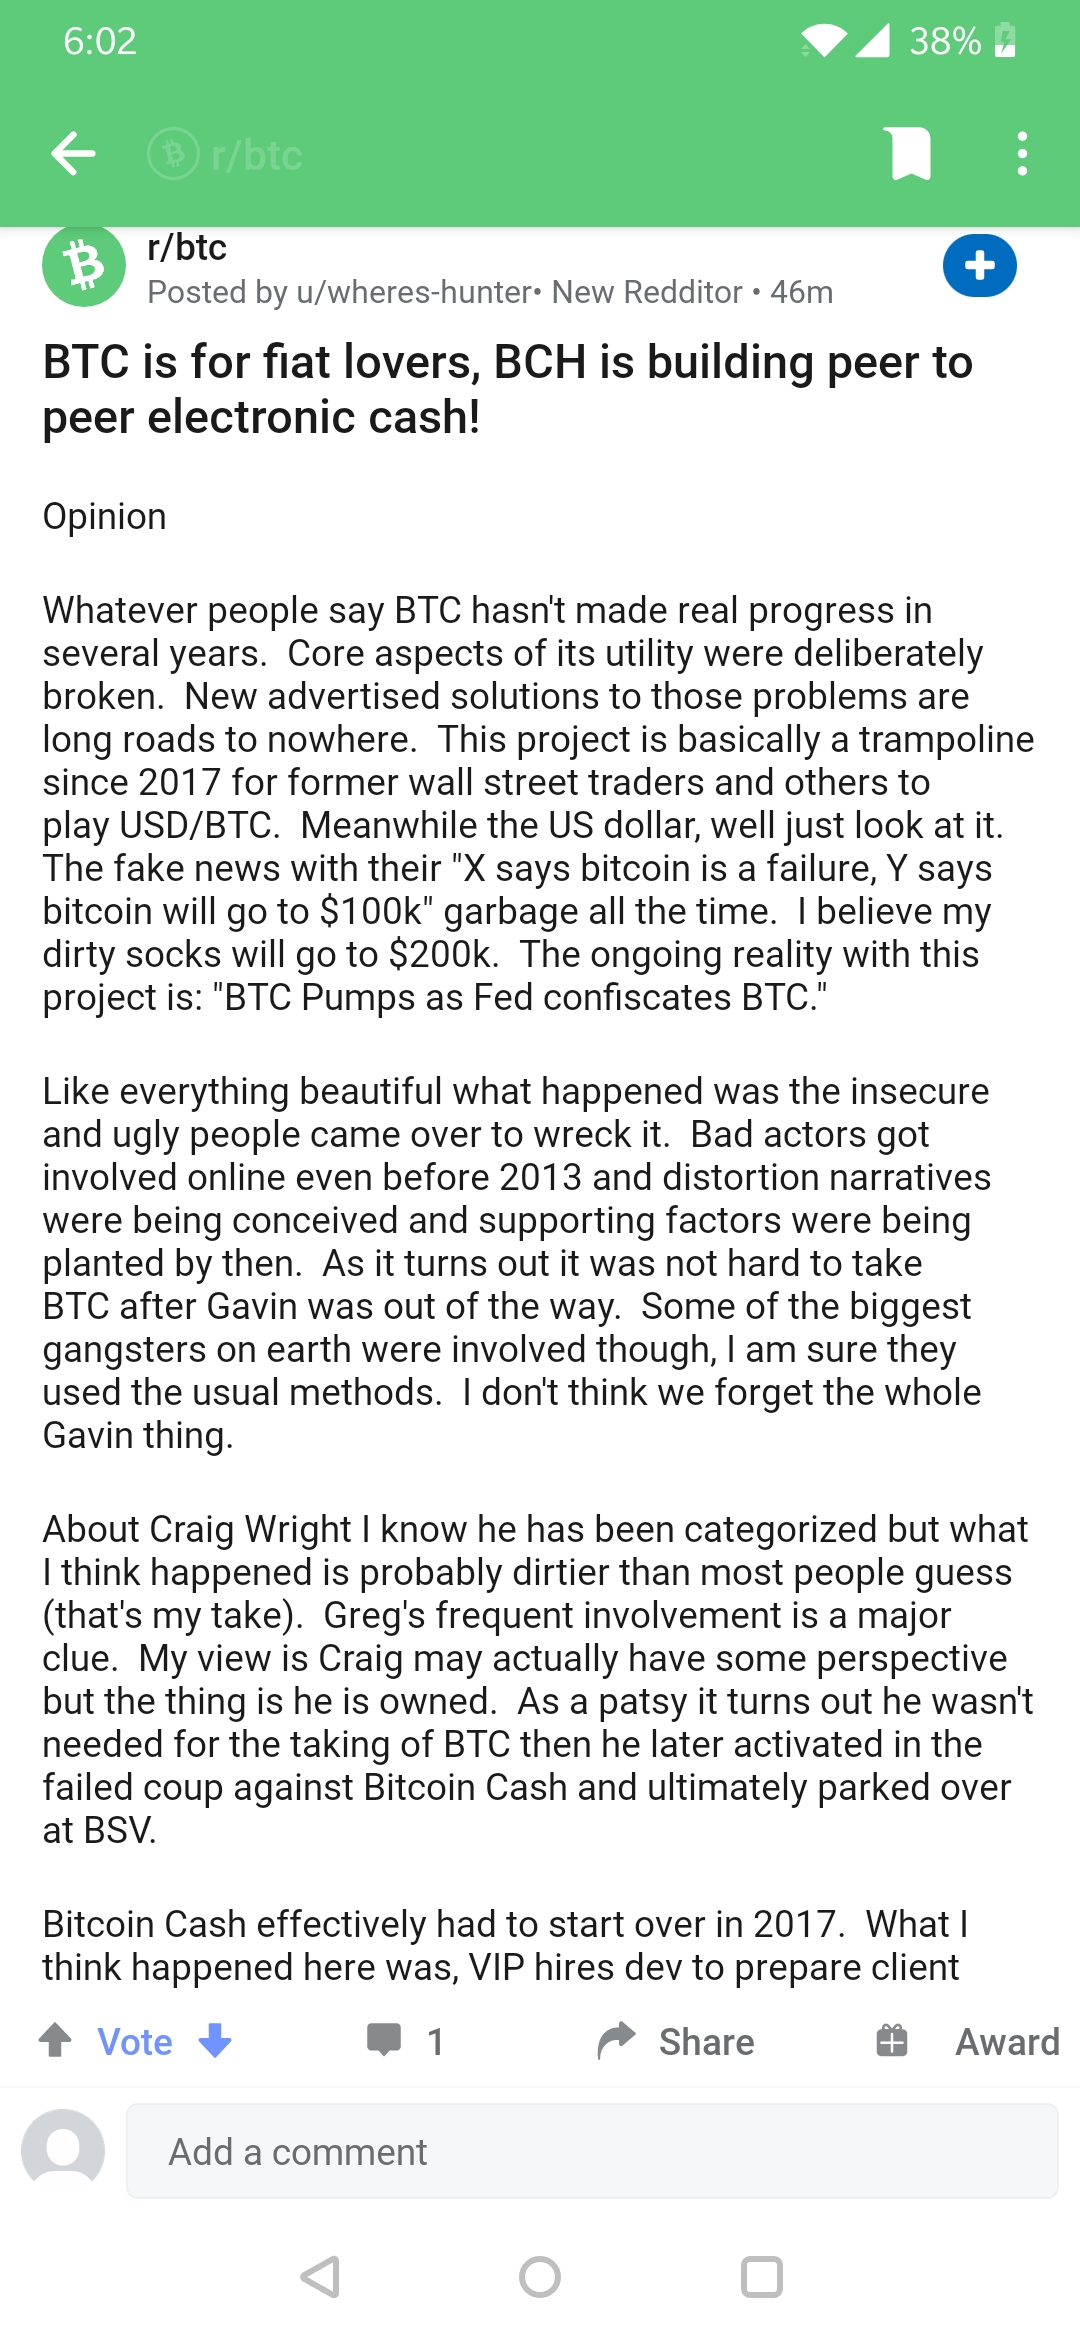 6:02
38%
r/btc
r/btc
Posted by u/wheres-hunter• New Redditor • 46m
BTC is for fiat lovers, BCH is building peer to
peer electronic cash!
Opinion
Whatever people say BTC hasn't made real progress in
several years.  Core aspects of its utility were deliberately
broken.  New advertised solutions to those problems are
long roads to nowhere.  This project is basically a trampoline
since 2017 for former wall street traders and others to
play USD/BTC.  Meanwhile the US dollar, well just look at it.
The fake news with their "X says bitcoin is a failure, Y says
bitcoin will go to $100k" garbage all the time.  I believe my
dirty socks will go to $200k.  The ongoing reality with this
project is: "BTC Pumps as Fed confiscates BTC."
Like everything beautiful what happened was the insecure
and ugly people came over to wreck it.  Bad actors got
involved online even before 2013 and distortion narratives
were being conceived and supporting factors were being
planted by then.  As it turns out it was not hard to take
BTC after Gavin was out of the way.  Some of the biggest
gangsters on earth were involved though, I am sure they
used the usual methods.  I don't think we forget the whole
Gavin thing.
About Craig Wright I know he has been categorized but what
I think happened is probably dirtier than most people guess
(that's my take).  Greg's frequent involvement is a major
clue.  My view is Craig may actually have some perspective
but the thing is he is owned.  As a patsy it turns out he wasn't
needed for the taking of BTC then he later activated in the
failed coup against Bitcoin Cash and ultimately parked over
at BSV.
Bitcoin Cash effectively had to start over in 2017.  What I
think happened here was, VIP hires dev to prepare client
Vote 1 Share Award
Add a comment